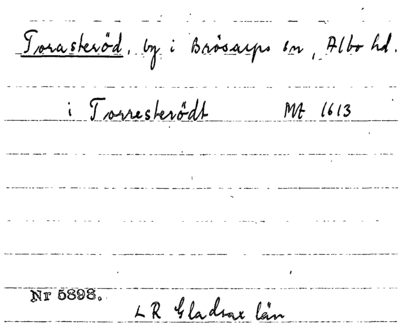 Torasteröd, by i Brösarps sn, Albo hd.
i Torresterödt Mt 1613
Nr 5898.
LR Gladsax län